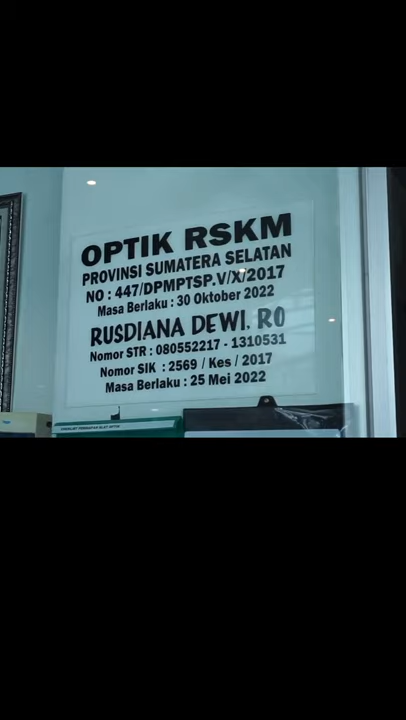 OPTIK RSKM
PROVINSI SUMATERA SELATAN
NO : 447/DPMPTSP.V/X/2017
Masa Berlaku : 30 Oktober 2022
RUSDIANA DEWI, RO
Nomor STR : 080552217 - 1310531
Nomor SIK : 2569 / Kes / 2017
Masa Berlaku : 25 Mei 2022